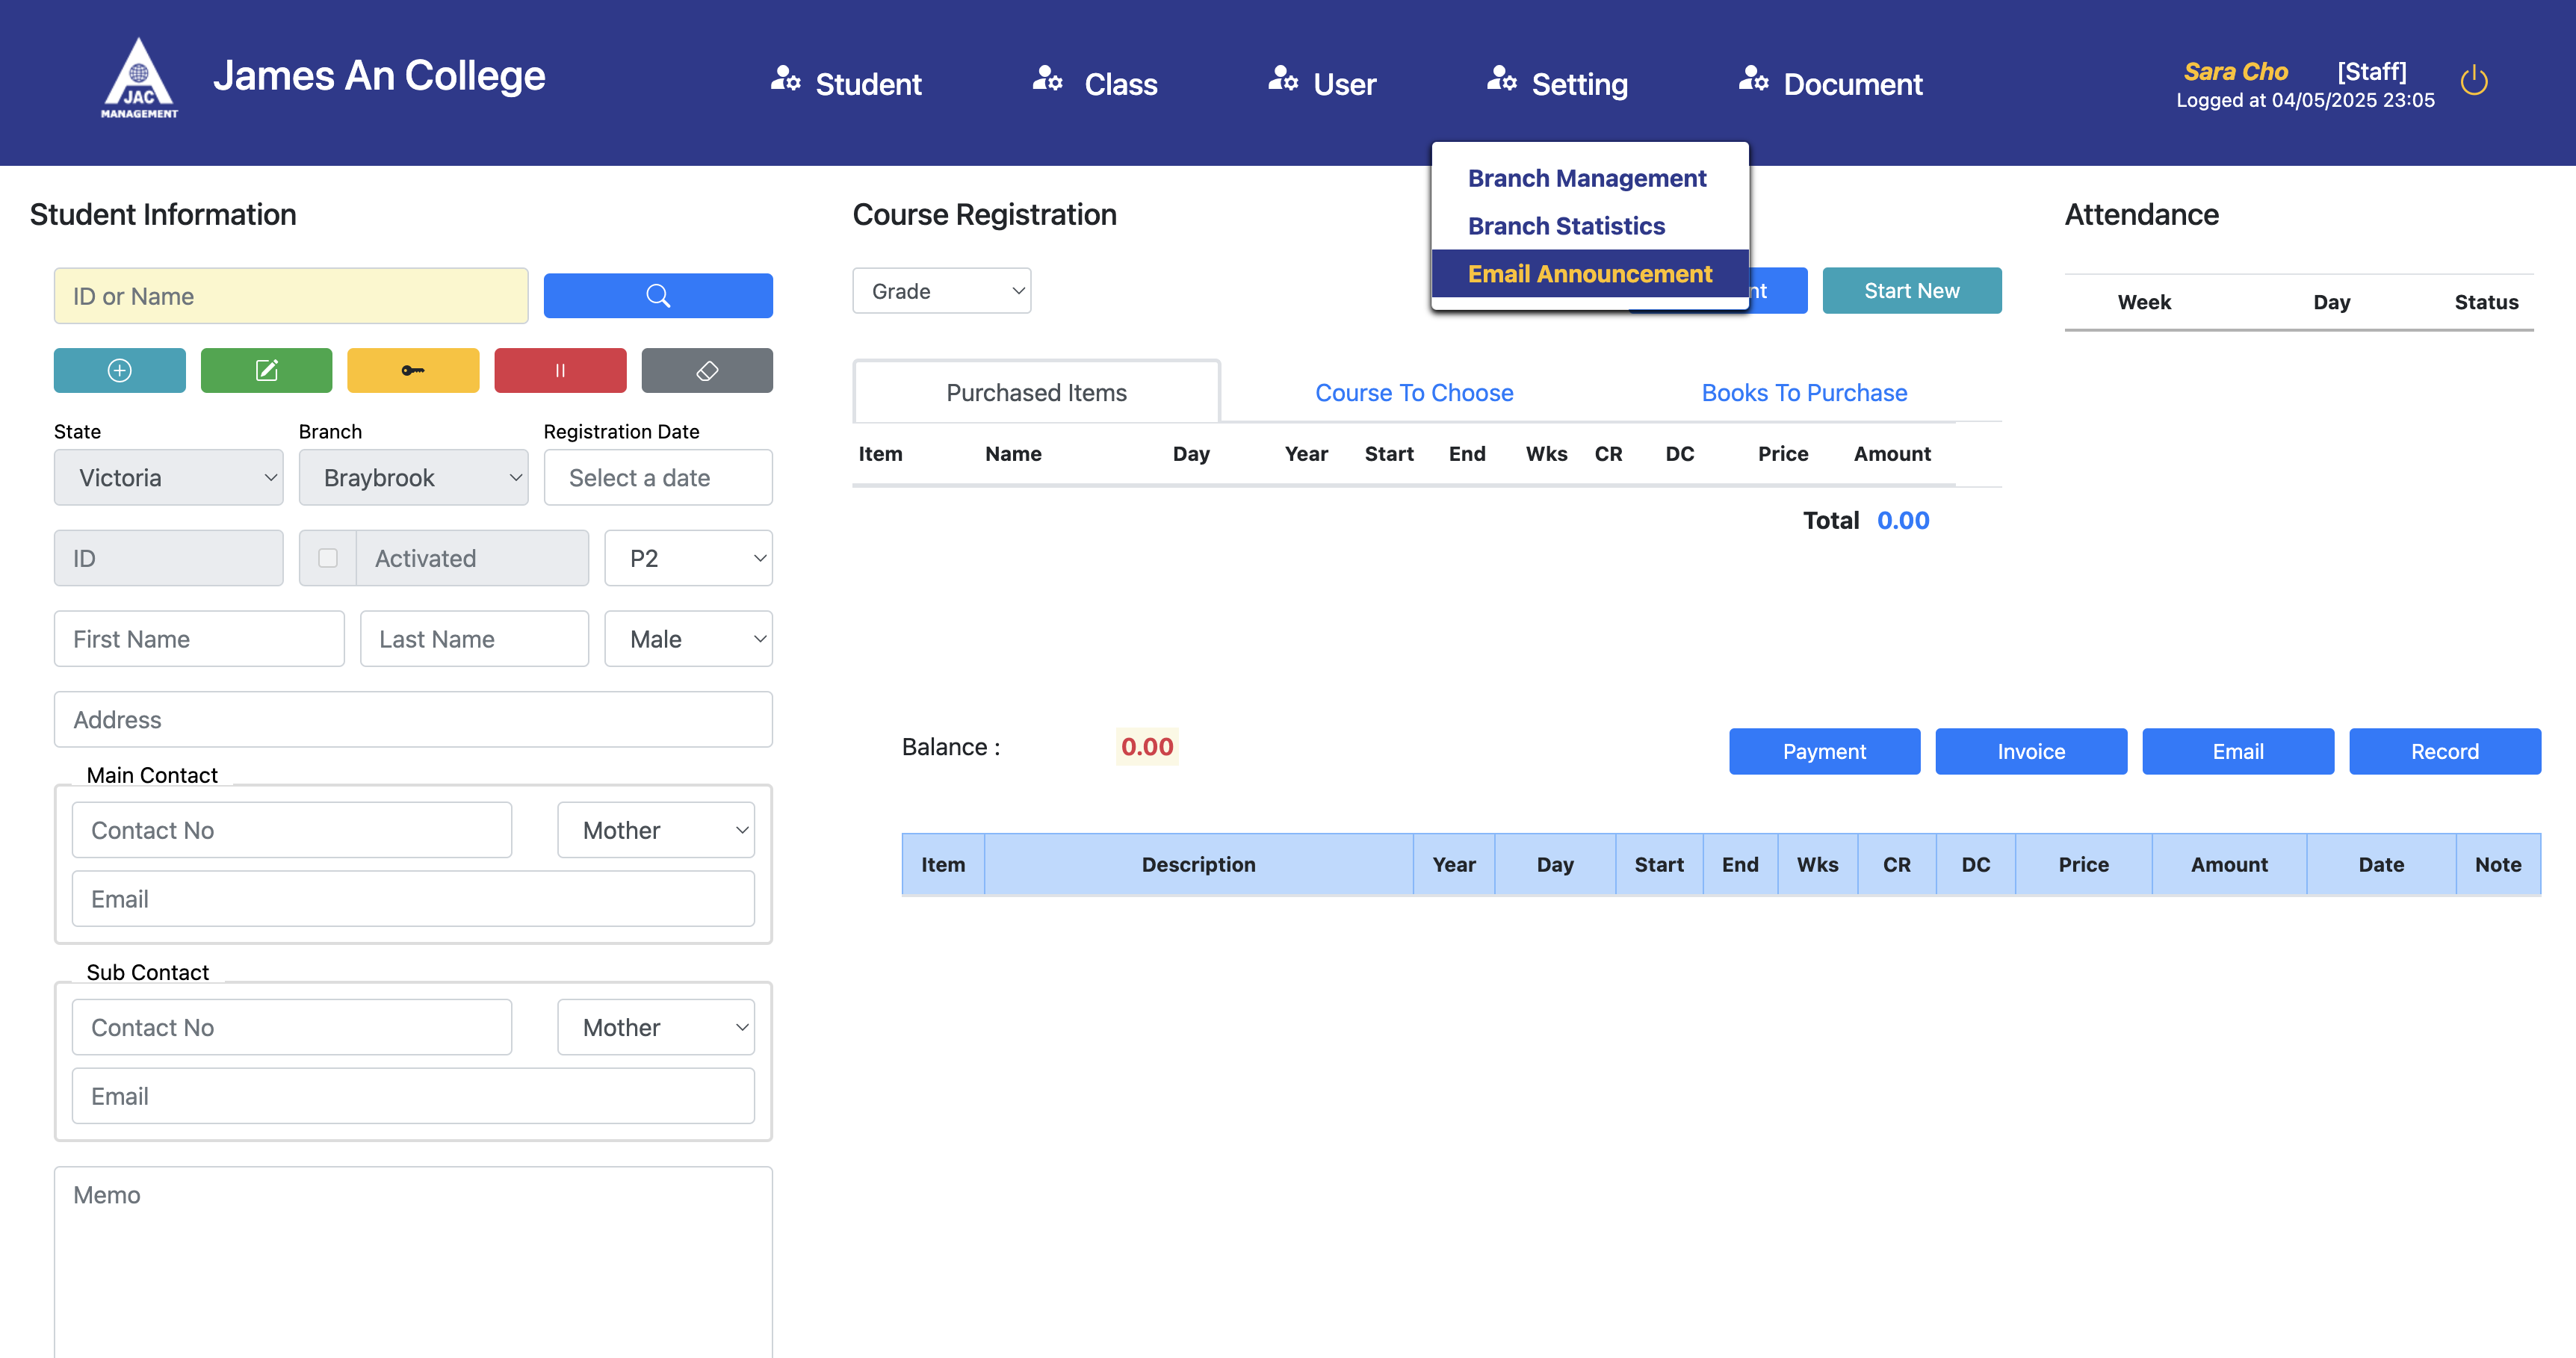 JAC
MANAGEMENT
James An College
Student
Class
User
Setting
Document
Sara Cho [Staff]
Logged at 04/05/2025 23:05
Branch Management
Branch Statistics
Email Announcement
Student Information
ID or Name
State
Branch
Registration Date
Victoria
Braybrook
Select a date
ID
Activated
P2
First Name
Last Name
Male
Address
Main Contact
Contact No
Mother
Email
Sub Contact
Contact No
Mother
Email
Memo
Course Registration
Grade
Start New
Purchased Items
Course To Choose
Books To Purchase
Item Name Day Year Start End Wks CR DC Price Amount
Total 0.00
Attendance
Week Day Status
Balance : 0.00
Payment
Invoice
Email
Record
Item Description Year Day Start End Wks CR DC Price Amount Date Note